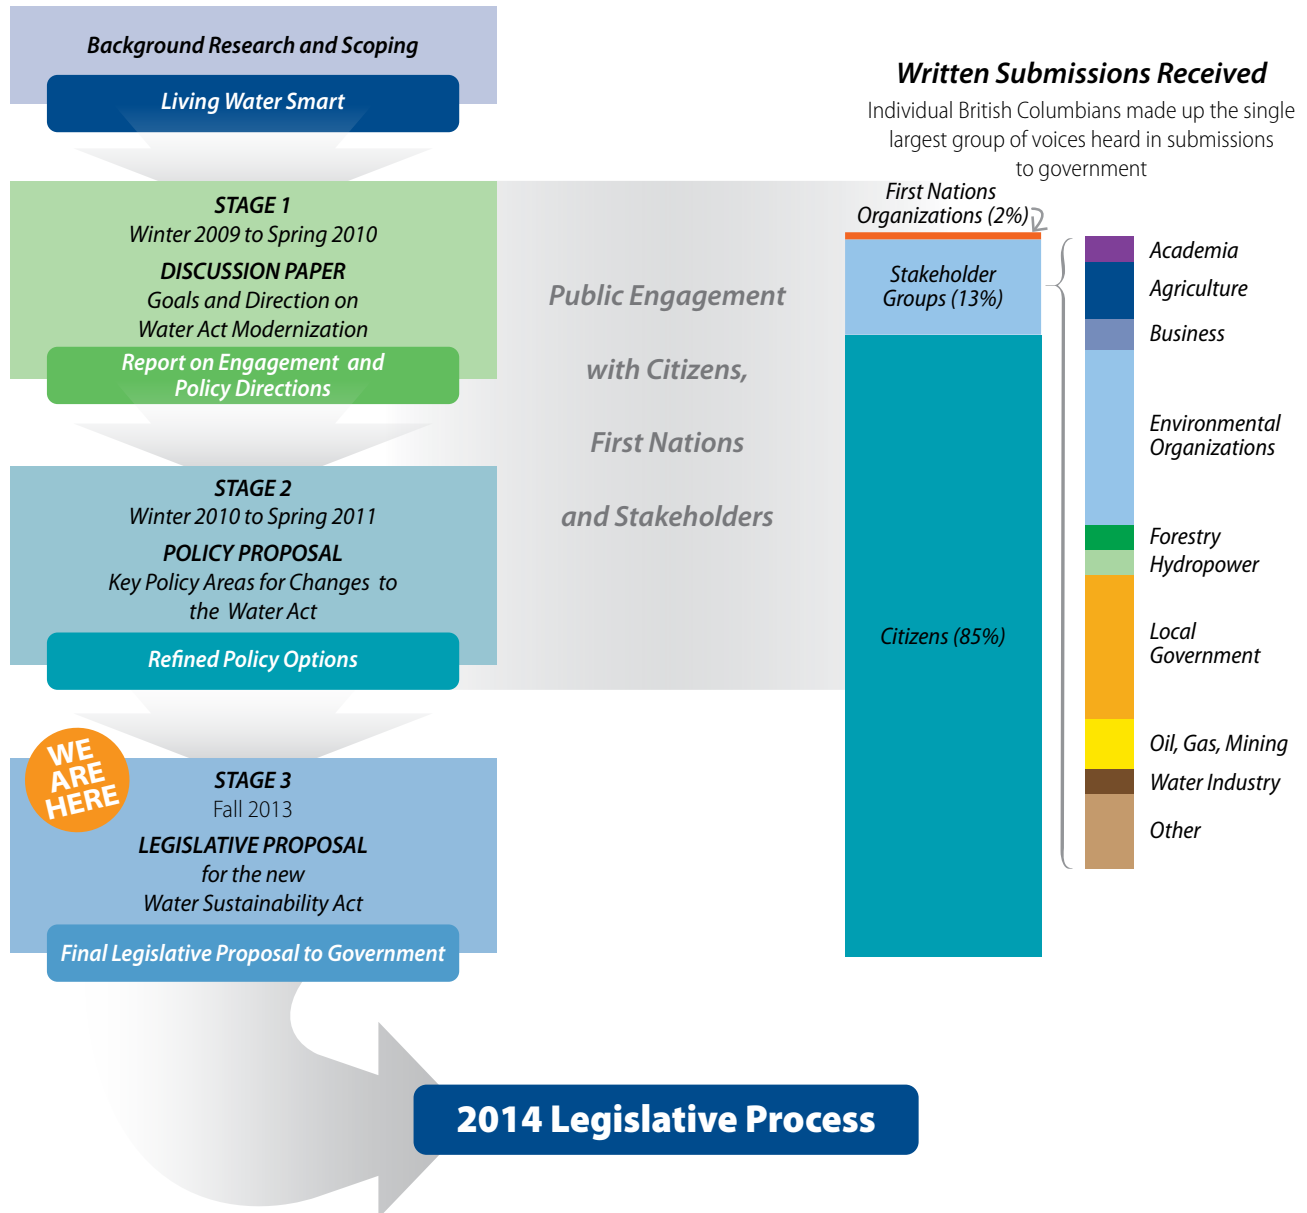 Background Research and Scoping
Living Water Smart
STAGE 1
Winter 2009 to Spring 2010
DISCUSSION PAPER
Goals and Direction on
Water Act Modernization
Report on Engagement and
Policy Directions
STAGE 2
Winter 2010 to Spring 2011
POLICY PROPOSAL
Key Policy Areas for Changes to
the Water Act
Refined Policy Options
WE
ARE
HERE
STAGE 3
Fall 2013
LEGISLATIVE PROPOSAL
for the new
Water Sustainability Act
Final Legislative Proposal to Government
2014 Legislative Process
Public Engagement
with Citizens,
First Nations
and Stakeholders
Written Submissions Received
Individual British Columbians made up the single
largest group of voices heard in submissions
to government
First Nations
Organizations (2%)
Stakeholder
Groups (13%)
Citizens (85%)
Academia
Agriculture
Business
Environmental
Organizations
Forestry
Hydropower
Local
Government
Oil, Gas, Mining
Water Industry
Other